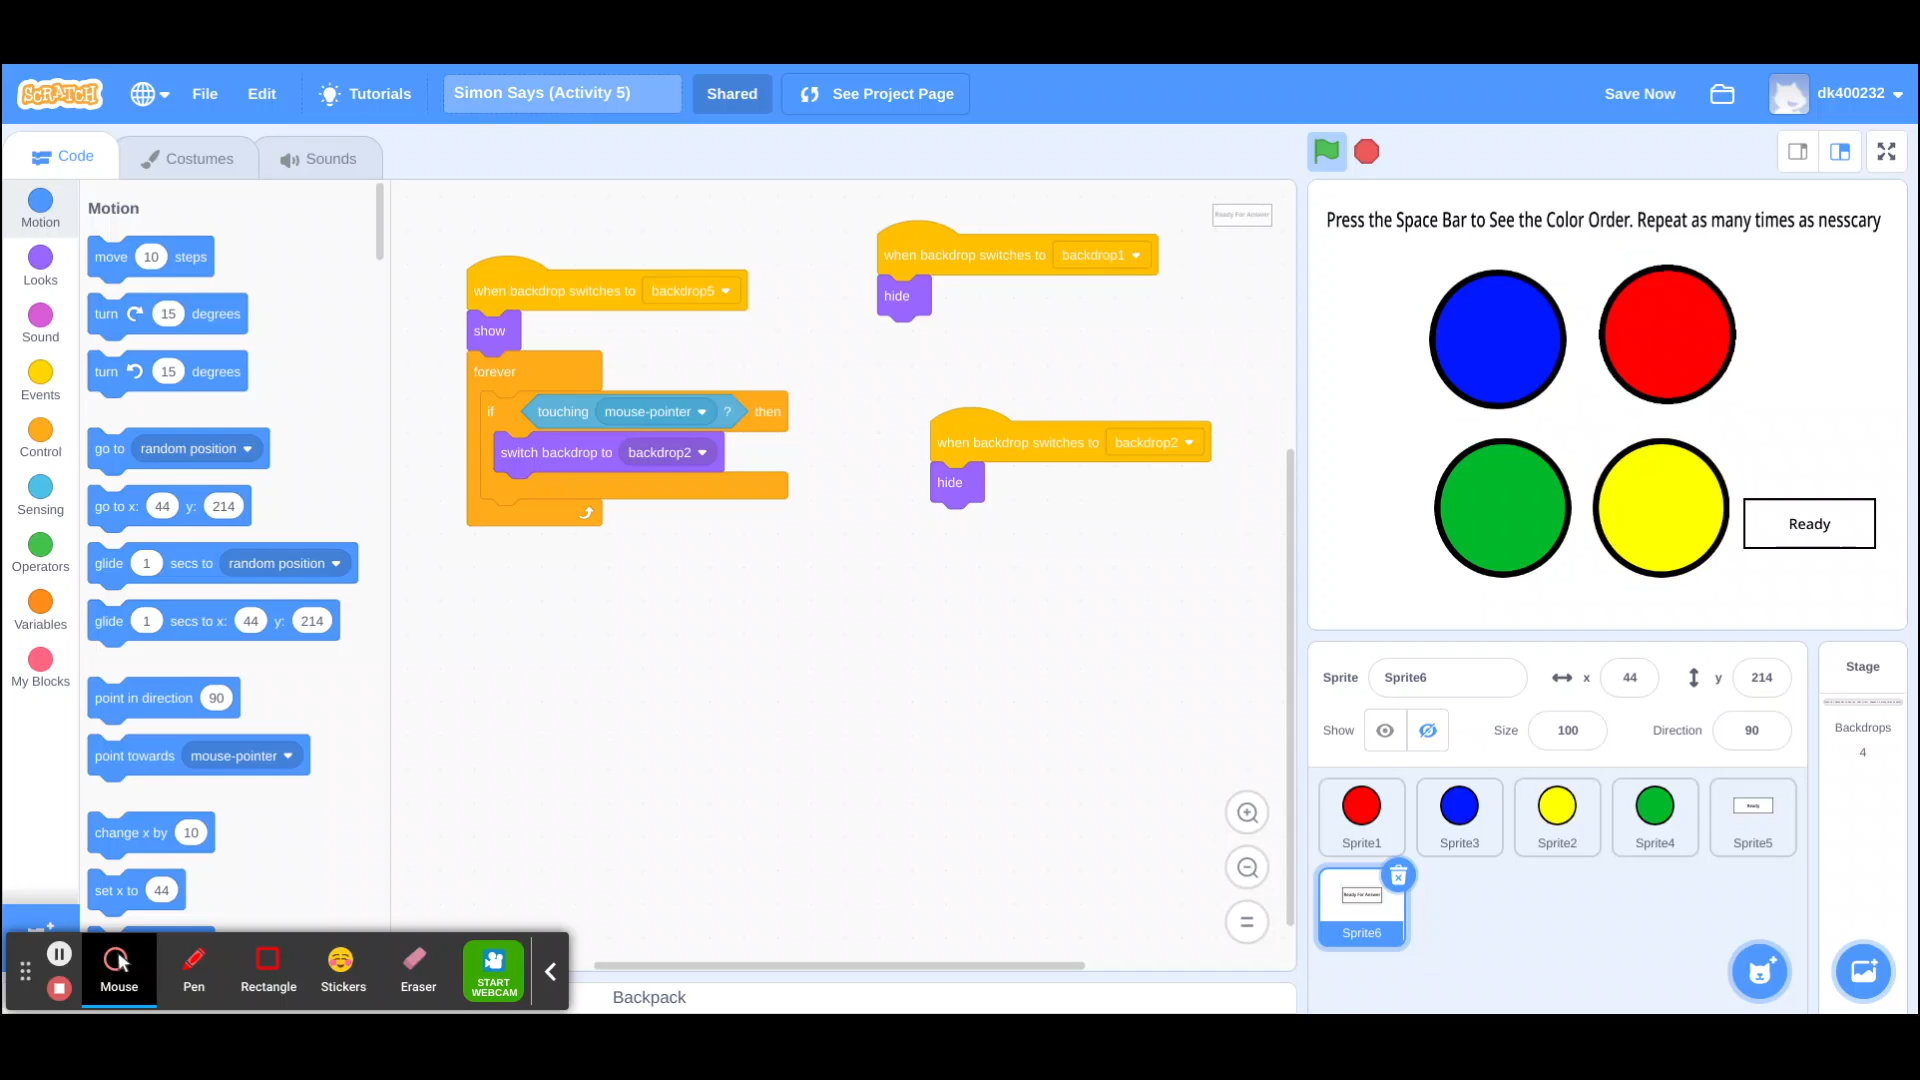 SCRATCH
File
Edit
Tutorials
Simon Says (Activity 5)
Shared
See Project Page
Save Now
dk400232
Code
Costumes
Sounds
Motion
Looks
Sound
Events
Control
Sensing
Operators
Variables
My Blocks
Motion
move 10 steps
turn 15 degrees
turn 15 degrees
go to random position
go to x: 44 y: 214
glide 1 secs to random position
glide 1 secs to x: 44 y: 214
point in direction 90
point towards mouse-pointer
change x by 10
set x to 44
when backdrop switches to backdrop5
show
forever
if touching mouse-pointer ? then
switch backdrop to backdrop2
when backdrop switches to backdrop1
hide
when backdrop switches to backdrop2
hide
Ready For Answer
Press the Space Bar to See the Color Order. Repeat as many times as nesscary
Ready
Sprite Sprite6 x 44 y 214
Show Size 100 Direction 90
Sprite1
Sprite3
Sprite2
Sprite4
Ready
Sprite5
Ready For Answer
Sprite6
Stage
Backdrops
4
Mouse
Pen
Rectangle
Stickers
Eraser
START
WEBCAM
Backpack